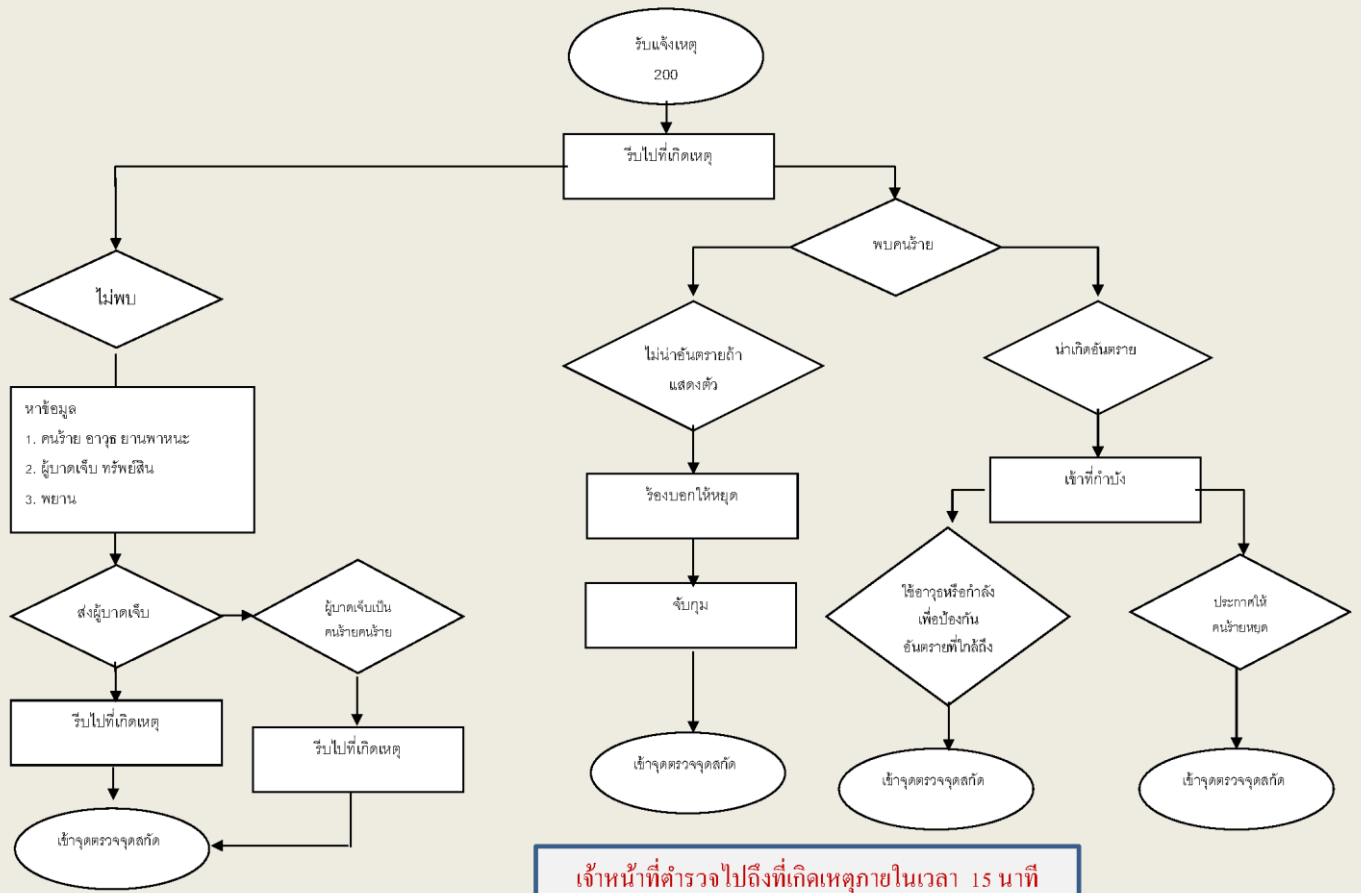 รับแจ้งเหตุ
200
รีบไปที่เกิดเหตุ
พบคนร้าย
ไม่พบ
ไม่น่าอันตรายถ้า
แสดงตัว
น่าเกิดอันตราย
หาข้อมูล
1. คนร้าย อาวุธ ยานพาหนะ
2. ผู้บาดเจ็บ ทรัพย์สิน
3. พยาน
ร้องบอกให้หยุด
เข้าที่กำบัง
ส่งผู้บาดเจ็บ
ผู้บาดเจ็บเป็น
คนร้ายคนร้าย
จับกุม
ใช้อาวุธหรือกำลัง
เพื่อป้องกัน
อันตรายที่ใกล้ถึง
ประกาศให้
คนร้ายหยุด
รีบไปที่เกิดเหตุ
รีบไปที่เกิดเหตุ
เข้าจุดตรวจจุดสกัด
เข้าจุดตรวจจุดสกัด
เข้าจุดตรวจจุดสกัด
เข้าจุดตรวจจุดสกัด
เจ้าหน้าที่ตำรวจไปถึงที่เกิดเหตุภายในเวลา 15 นาที